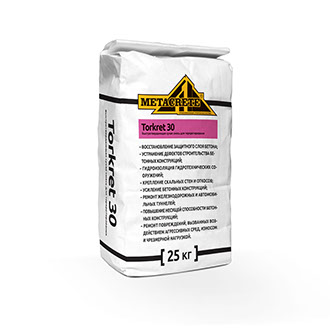 METACRETE
Torkret 30
• ВОССТАНОВЛЕНИЕ ЗАЩИТНОГО СЛОЯ БЕТОНА;
• УСТРАНЕНИЕ ДЕФЕКТОВ СТРОИТЕЛЬСТВА БЕ-
ТОННЫХ КОНСТРУКЦИЙ;
• ГИДРОИЗОЛЯЦИЯ ГИДРОТЕХНИЧЕСКИХ СО-
ОРУЖЕНИЙ;
• КРЕПЛЕНИЕ СКАЛЬНЫХ СТЕН И ОТКОСОВ;
• УСИЛЕНИЕ БЕТОННЫХ КОНСТРУКЦИЙ;
• РЕМОНТ ЖЕЛЕЗНОДОРОЖНЫХ И АВТОМОБИ-
ЛЬНЫХ ТУННЕЛЕЙ;
• ПОВЫШЕНИЕ НЕСУЩЕЙ СПОСОБНОСТИ БЕТОН-
НЫХ КОНСТРУКЦИЙ;
• РЕМОНТ ПОВРЕЖДЕНИЙ, ВЫЗВАННЫХ ВОЗ-
ДЕЙСТВИЕМ АГРЕССИВНЫХ СРЕД, ИЗНОСОМ
И ЧРЕЗМЕРНОЙ НАГРУЗКОЙ.
[25 кг]
Torkret 30